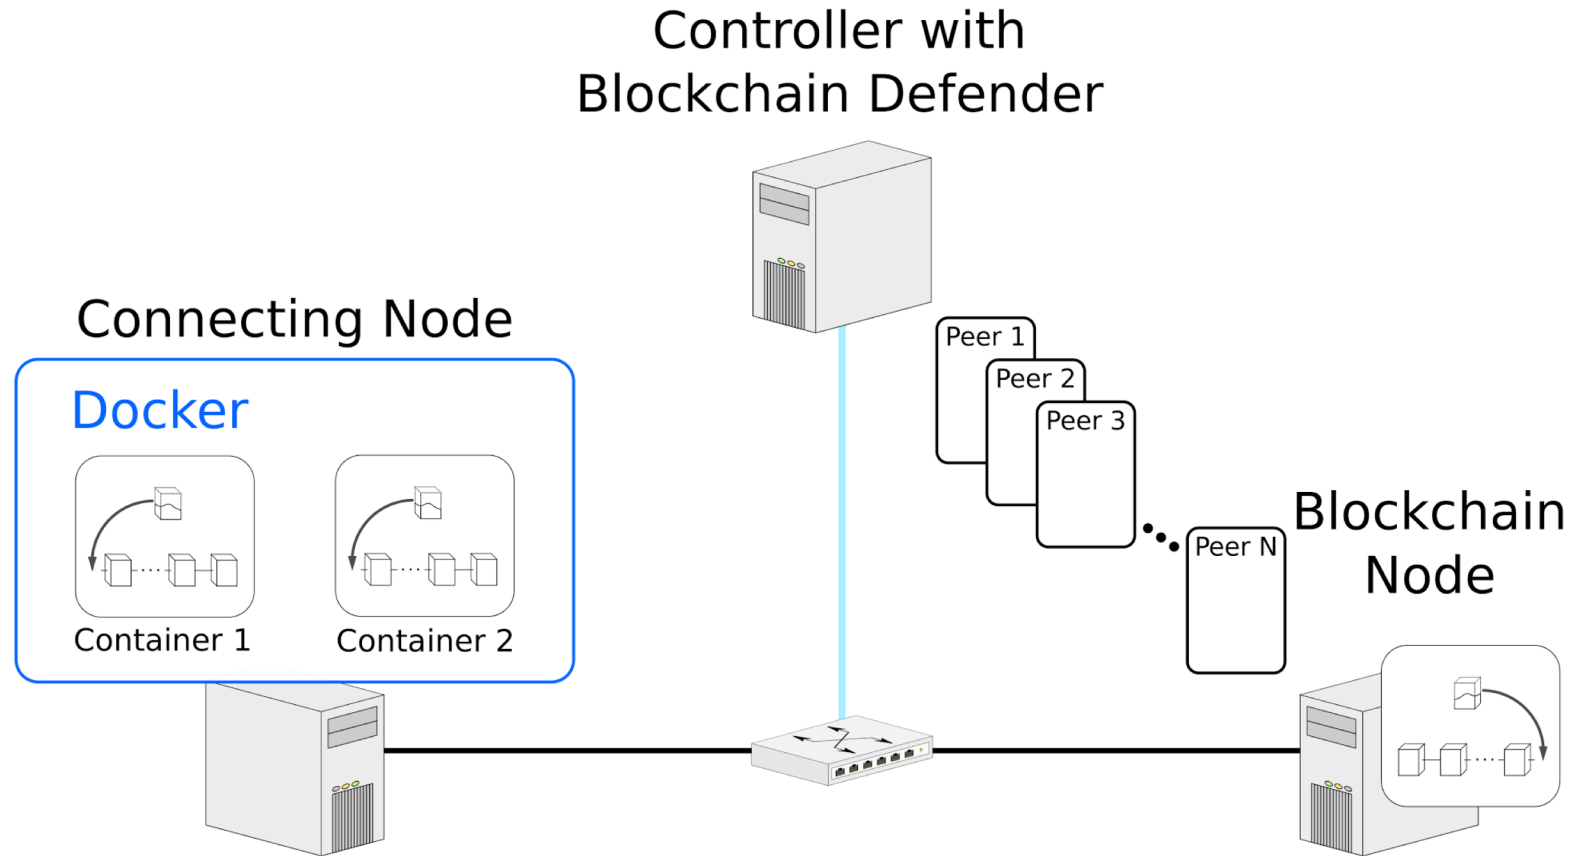 Controller with
Blockchain Defender
Connecting Node
Docker
Container 1
Container 2
Peer 1
Peer 2
Peer 3
Peer N
Blockchain
Node